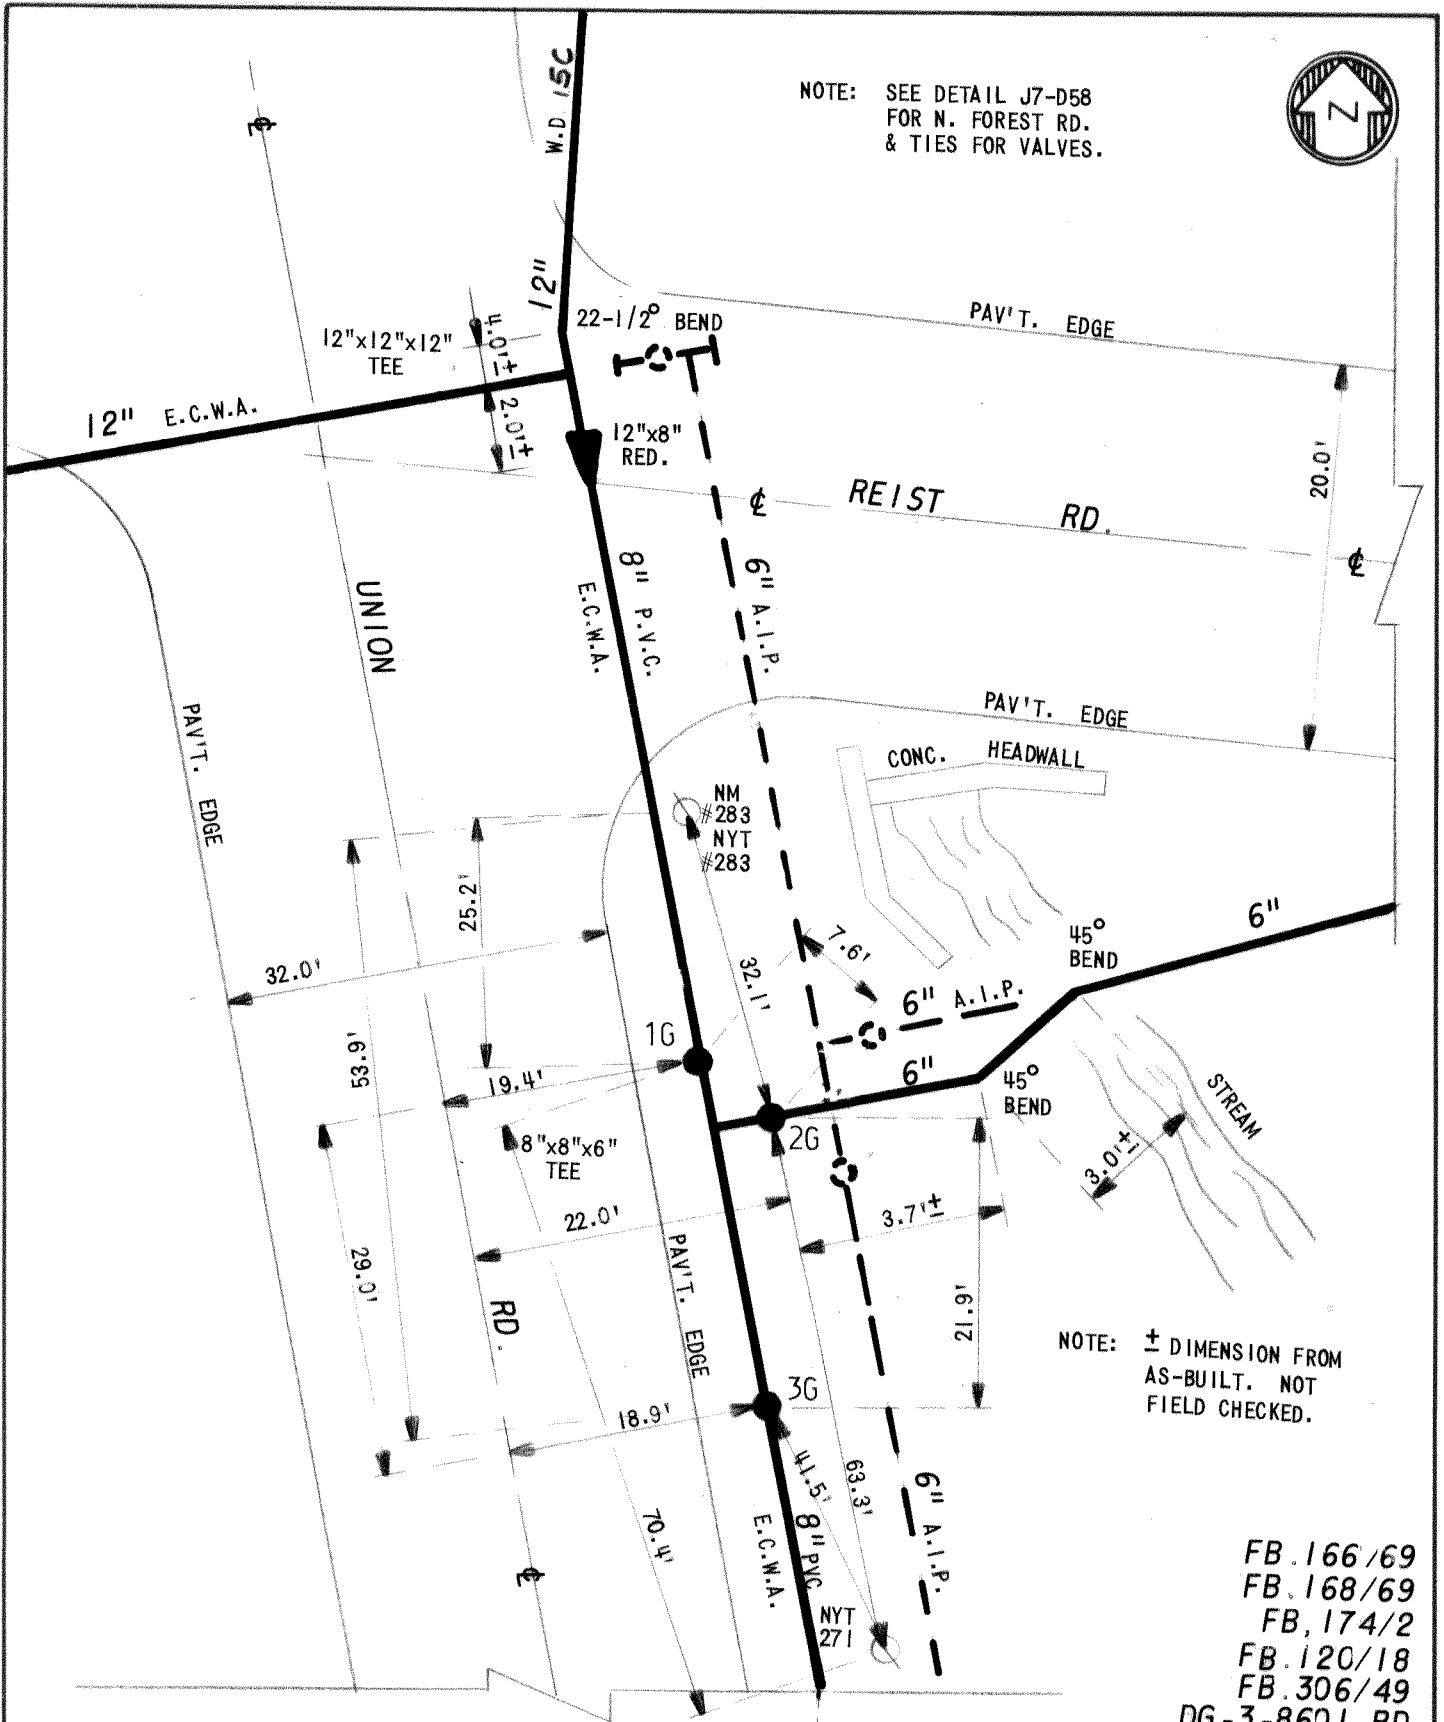 NOTE: SEE DETAIL J7-D58
FOR N. FOREST RD.
& TIES FOR VALVES.
N
W.D 15C
12"
22-1/2° BEND
12"x12"x12"
TEE
4.0'±
2.0'±
12" E.C.W.A.
12"x8"
RED.
PAV'T. EDGE
20.0'
℄
REIST RD.
℄
℄
UNION
8" P.V.C.
E.C.W.A.
6" A.I.P.
PAV'T. EDGE
PAV'T. EDGE
CONC. HEADWALL
NM
#283
NYT
#283
25.2'
32.0'
53.9'
32.1'
7.6'
45°
BEND
6"
6" A.I.P.
1G
19.4'
6"
45°
BEND
STREAM
3.0'±
8"x8"x6"
TEE
2G
22.0'
3.7'±
29.0'
PAV'T. EDGE
RD.
21.9'
NOTE: ± DIMENSION FROM
AS-BUILT. NOT
FIELD CHECKED.
3G
18.9'
41.5'
63.3'
6" A.I.P.
70.4'
E.C.W.A.
8" PVC
℄
NYT
271
FB.166/69
FB.168/69
FB.174/2
FB.120/18
FB.306/49
DG-3-8601 RD